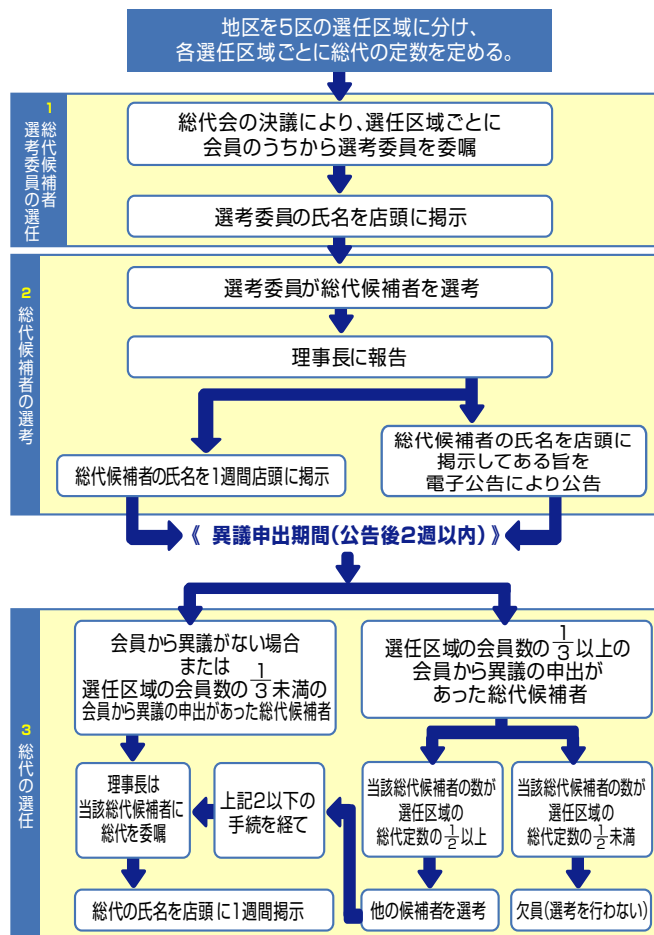 地区を5区の選任区域に分け、
各選任区域ごとに総代の定数を定める。
1
総代候補者
選考委員の選任
総代会の決議により、選任区域ごとに
会員のうちから選考委員を委嘱
選考委員の氏名を店頭に掲示
2
総代候補者の選考
選考委員が総代候補者を選考
理事長に報告
総代候補者の氏名を1週間店頭に掲示
総代候補者の氏名を店頭に
掲示してある旨を
電子公告により公告
《 異議申出期間(公告後2週以内) 》
3
総代の選任
会員から異議がない場合
または
選任区域の会員数の1/3未満の
会員から異議の申出があった総代候補者
選任区域の会員数の1/3以上の
会員から異議の申出が
あった総代候補者
理事長は
当該総代候補者に
総代を委嘱
上記2以下の
手続を経て
当該総代候補者の数が
選任区域の
総代定数の1/2以上
当該総代候補者の数が
選任区域の
総代定数の1/2未満
総代の氏名を店頭に1週間掲示
他の候補者を選考
欠員(選考を行わない)